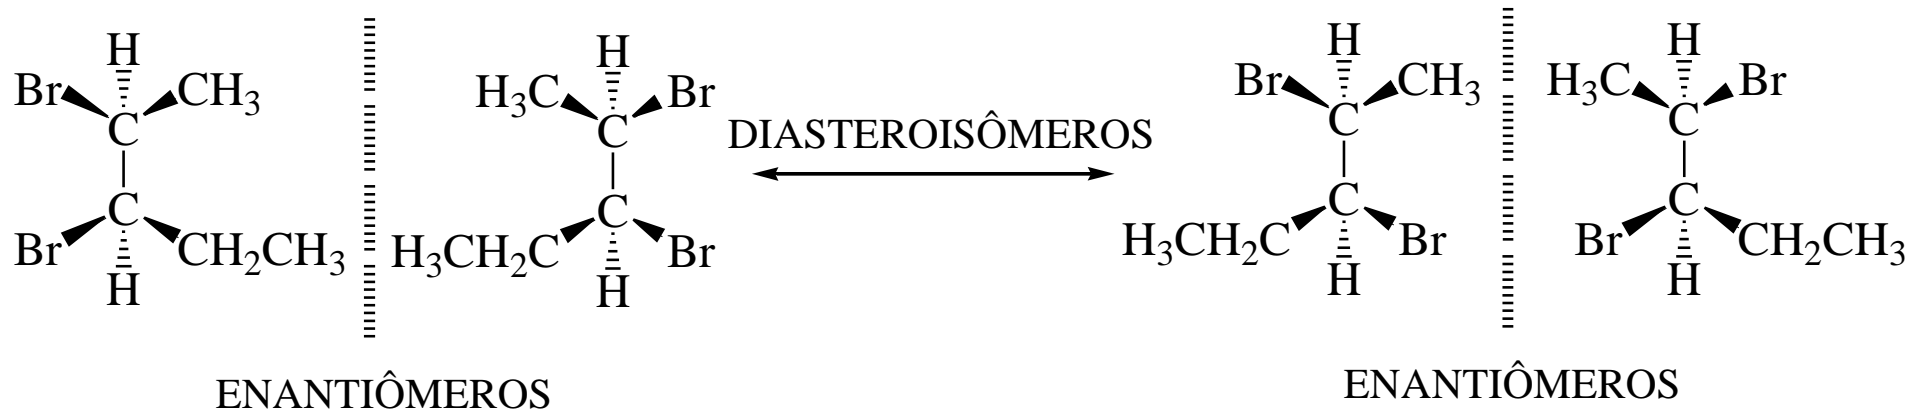 H H H H
Br CH₃ H₃C Br Br CH₃ H₃C Br
C C C C
DIASTEROISÔMEROS
C C C C
Br CH₂CH₃ H₃CH₂C Br H₃CH₂C Br Br CH₂CH₃
H H H H
ENANTIÔMEROS ENANTIÔMEROS